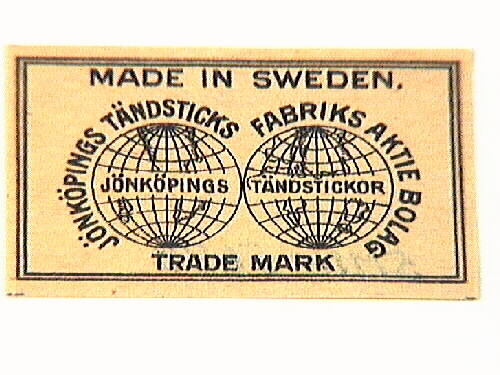 MADE IN SWEDEN.
JÖNKÖPINGS TÄNDSTICKS FABRIKS AKTIE BOLAG
JÖNKÖPINGS TÄNDSTICKOR
TRADE MARK